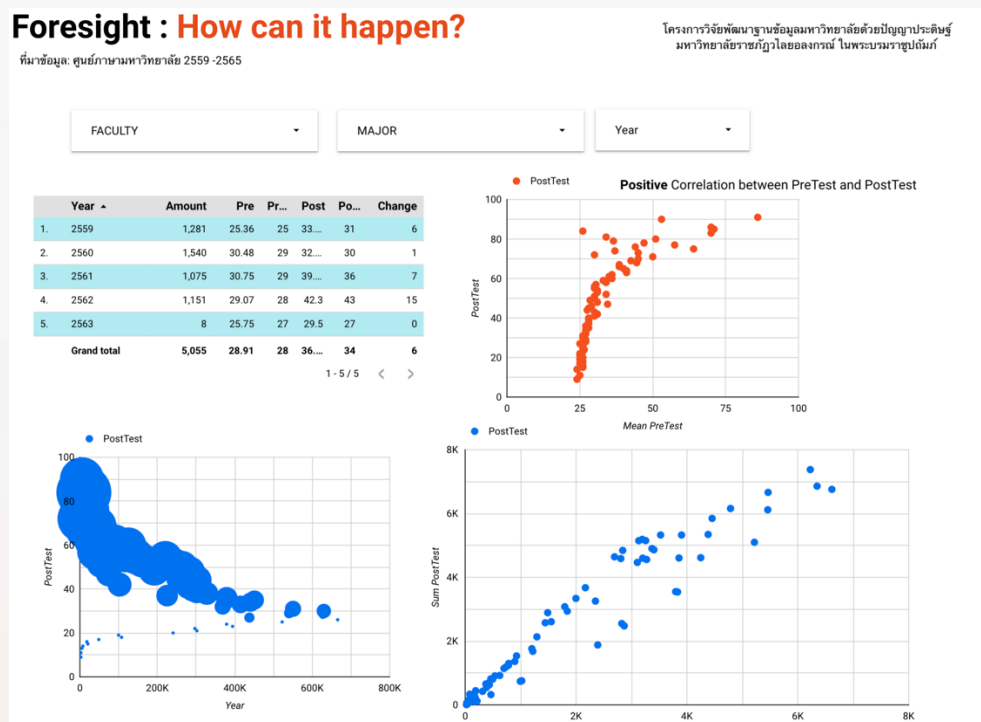 Foresight : How can it happen?
โครงการวิจัยพัฒนาฐานข้อมูลมหาวิทยาลัยด้วยปัญญาประดิษฐ์
มหาวิทยาลัยราชภัฏวไลยอลงกรณ์ ในพระบรมราชูปถัมภ์
ที่มาข้อมูล: ศูนย์ภาษามหาวิทยาลัย 2559 -2565
FACULTY MAJOR Year
Year Amount Pre Pr... Post Po... Change
1. 2559 1,281 25.36 25 33.... 31 6
2. 2560 1,540 30.48 29 32.... 30 1
3. 2561 1,075 30.75 29 39.... 36 7
4. 2562 1,151 29.07 28 42.3 43 15
5. 2563 8 25.75 27 29.5 27 0
Grand total 5,055 28.91 28 36.... 34 6
1 - 5 / 5
PostTest
Positive Correlation between PreTest and PostTest
100
80
60
40
20
0
PostTest
0 25 50 75 100
Mean PreTest
PostTest
100
80
60
40
20
0
PostTest
0 200K 400K 600K 800K
Year
PostTest
8K
6K
4K
2K
0
Sum PostTest
0 2K 4K 6K 8K